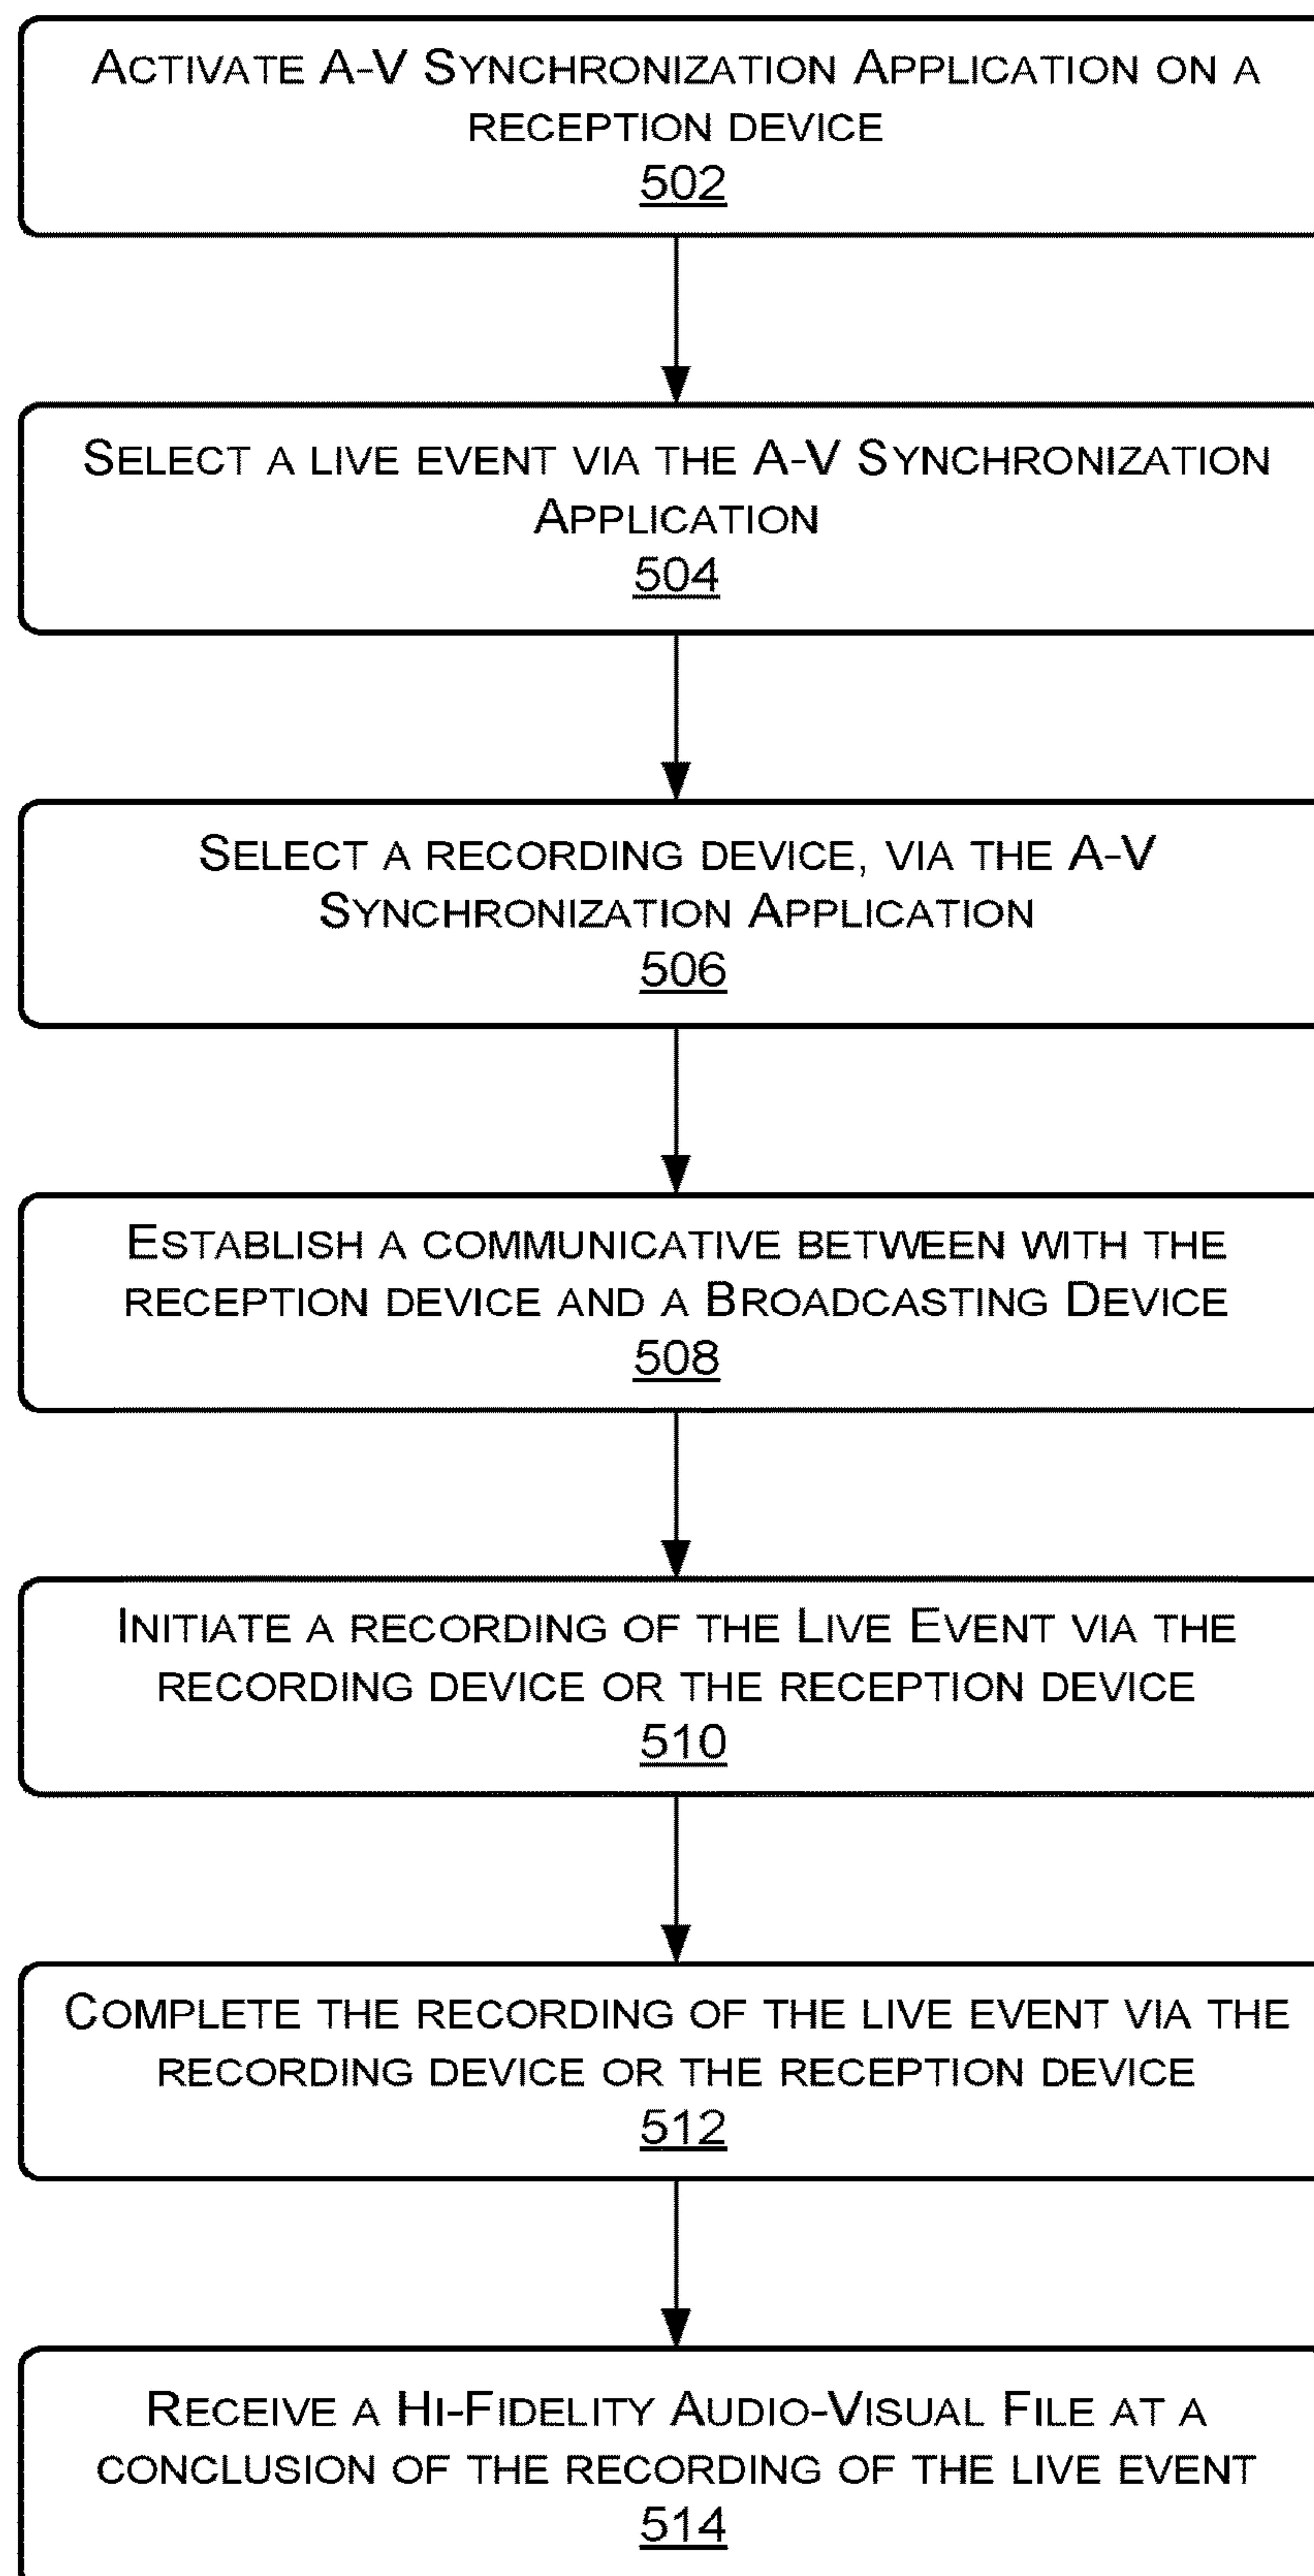 ACTIVATE A-V SYNCHRONIZATION APPLICATION ON A
RECEPTION DEVICE
502
SELECT A LIVE EVENT VIA THE A-V SYNCHRONIZATION
APPLICATION
504
SELECT A RECORDING DEVICE, VIA THE A-V
SYNCHRONIZATION APPLICATION
506
ESTABLISH A COMMUNICATIVE BETWEEN WITH THE
RECEPTION DEVICE AND A BROADCASTING DEVICE
508
INITIATE A RECORDING OF THE LIVE EVENT VIA THE
RECORDING DEVICE OR THE RECEPTION DEVICE
510
COMPLETE THE RECORDING OF THE LIVE EVENT VIA THE
RECORDING DEVICE OR THE RECEPTION DEVICE
512
RECEIVE A HI-FIDELITY AUDIO-VISUAL FILE AT A
CONCLUSION OF THE RECORDING OF THE LIVE EVENT
514